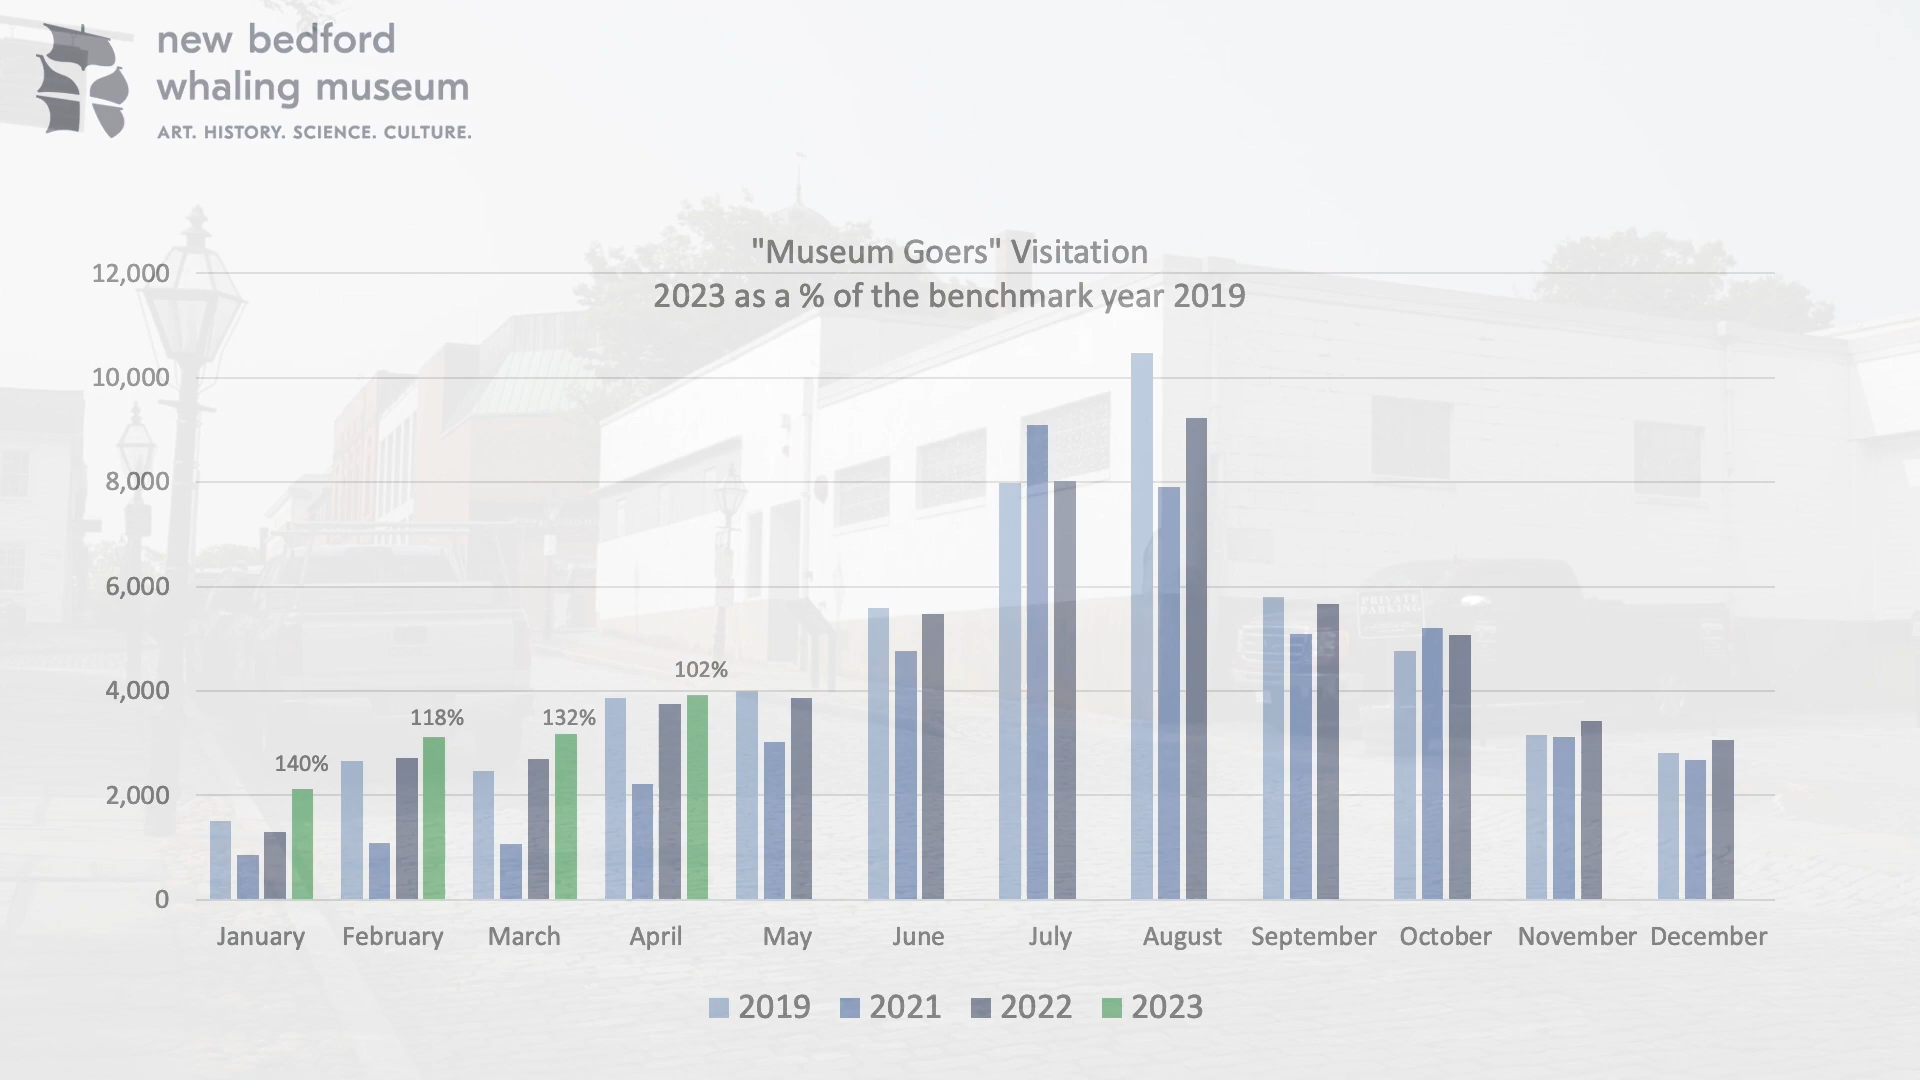 new bedford
whaling museum
ART. HISTORY. SCIENCE. CULTURE.
"Museum Goers" Visitation
2023 as a % of the benchmark year 2019
12,000
10,000
8,000
6,000
4,000
2,000
0
140%
118%
132%
102%
PRIVATE
PARKING
January February March April May June July August September October November December
2019 2021 2022 2023